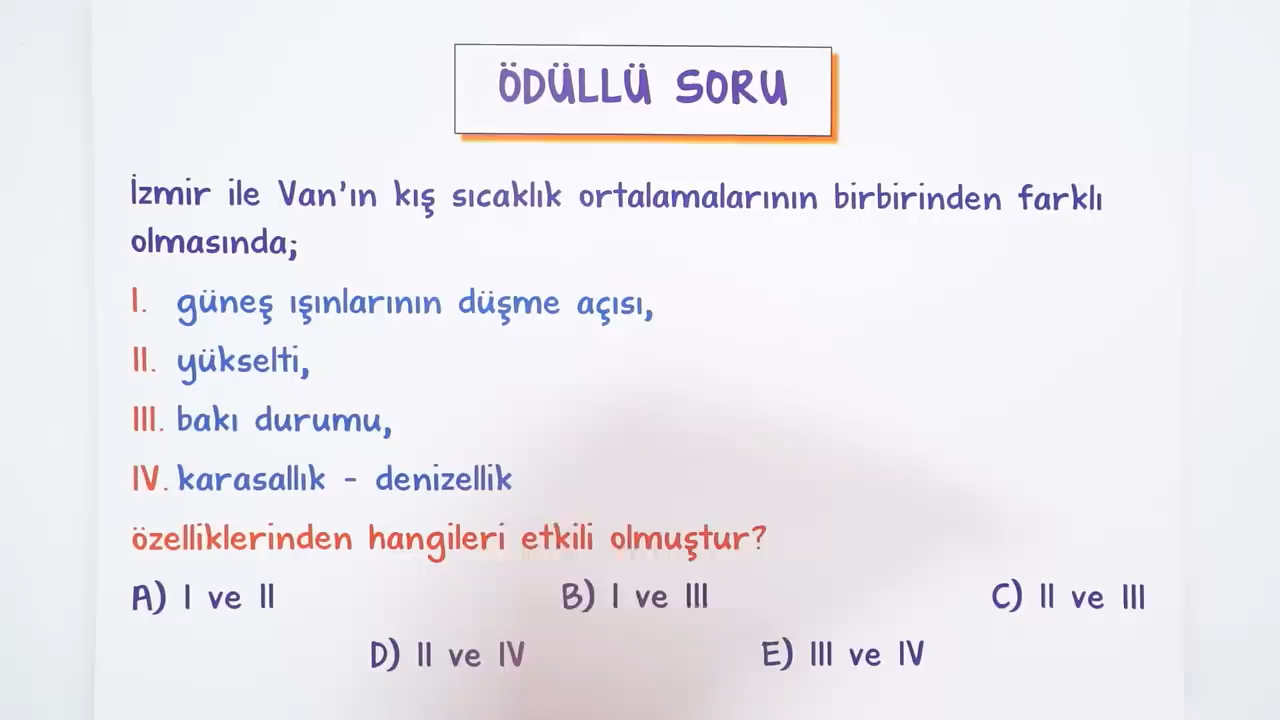 ÖDÜLLÜ SORU
İzmir ile Van'ın kış sıcaklık ortalamalarının birbirinden farklı
olmasında;
I. güneş ışınlarının düşme açısı,
II. yükselti,
III. bakı durumu,
IV. karasallık - denizellik
özelliklerinden hangileri etkili olmuştur?
A) I ve II B) I ve III C) II ve III
D) II ve IV E) III ve IV